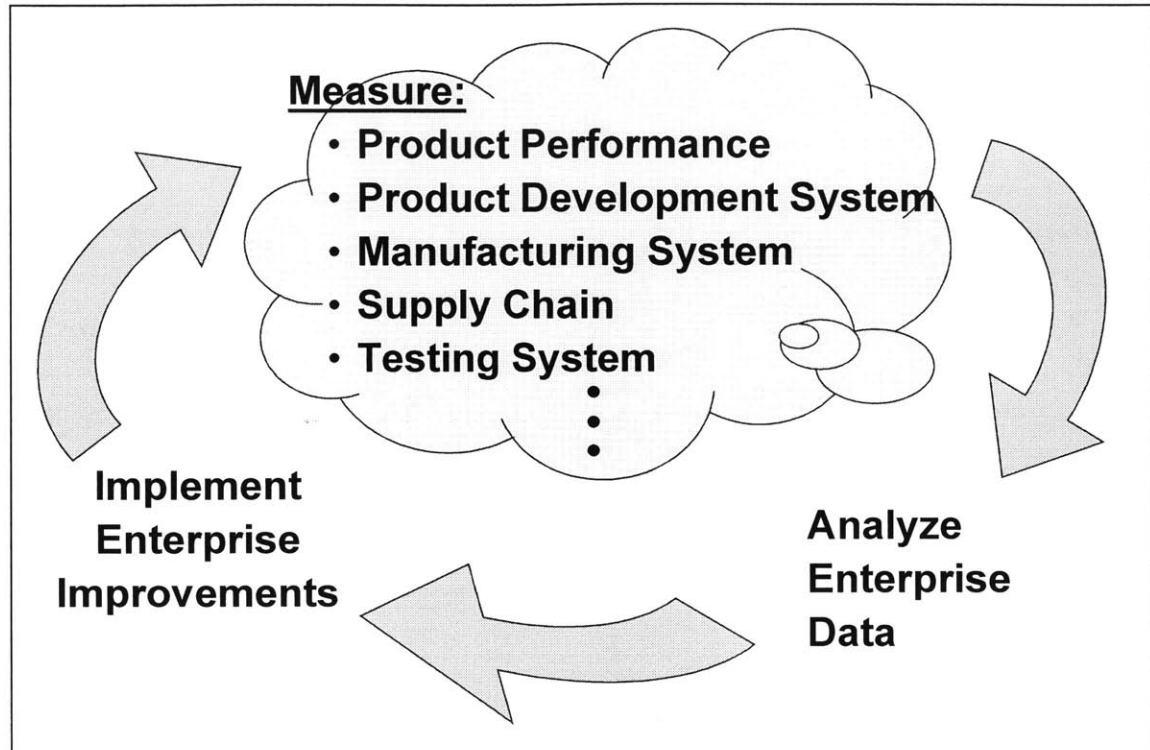 Measure:
• Product Performance
• Product Development System
• Manufacturing System
• Supply Chain
• Testing System
Implement
Enterprise
Improvements
Analyze
Enterprise
Data